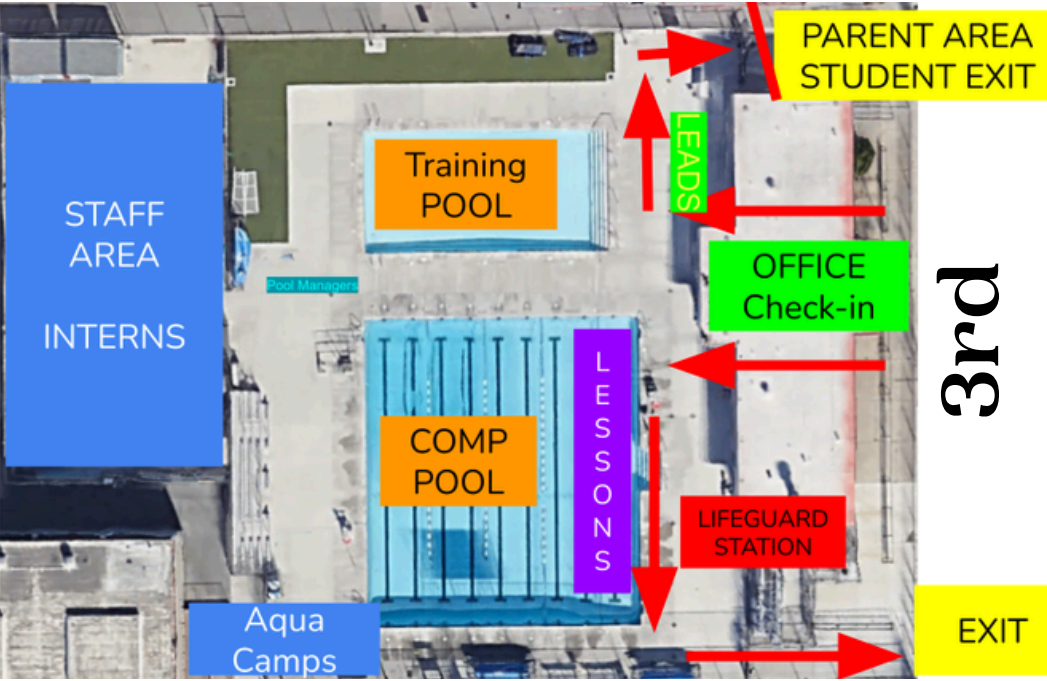 PARENT AREA
STUDENT EXIT
LEADS
Training
POOL
STAFF
AREA
INTERNS
OFFICE
Check-in
Pool Managers
3rd
LESSONS
COMP
POOL
LIFEGUARD
STATION
Aqua
Camps
EXIT